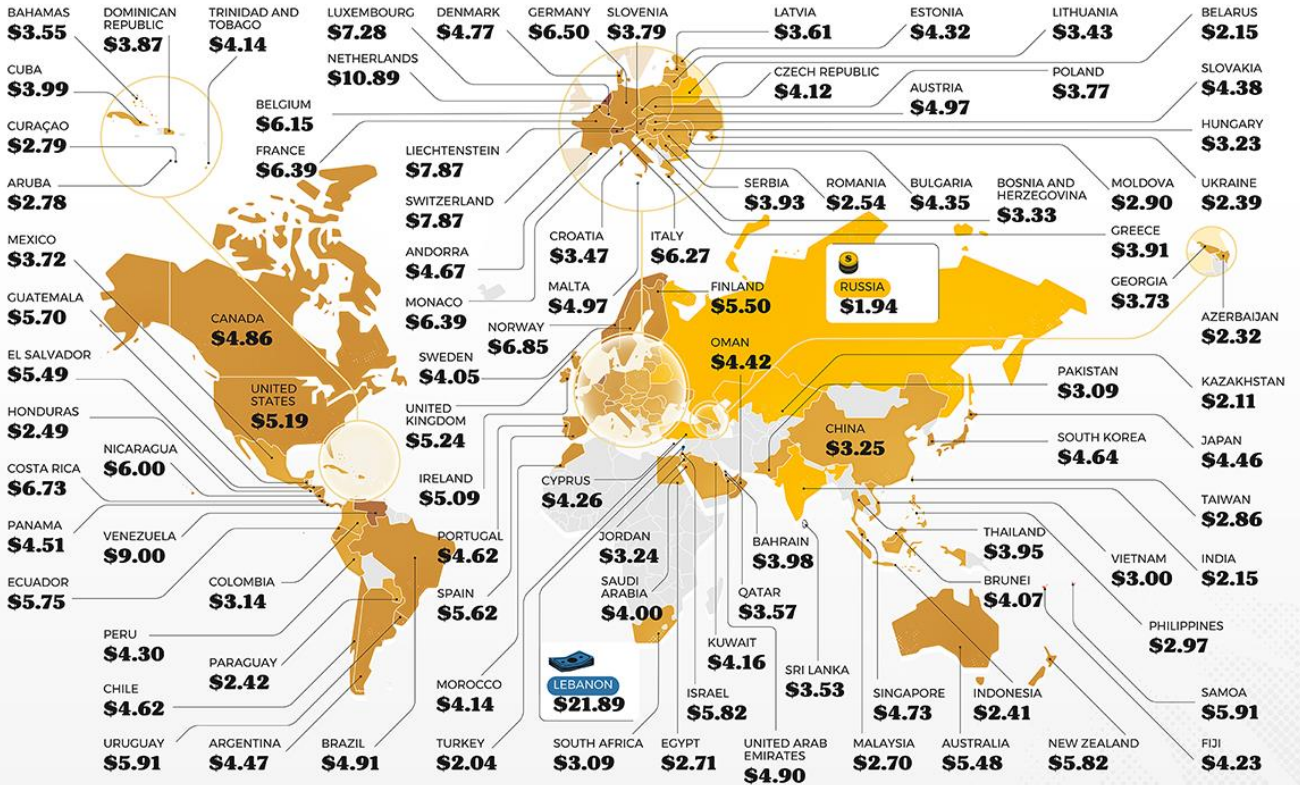 BAHAMAS
$3.55
DOMINICAN
REPUBLIC
$3.87
TRINIDAD AND
TOBAGO
$4.14
LUXEMBOURG
$7.28
DENMARK
$4.77
GERMANY
$6.50
SLOVENIA
$3.79
LATVIA
$3.61
ESTONIA
$4.32
LITHUANIA
$3.43
BELARUS
$2.15
CUBA
$3.99
NETHERLANDS
$10.89
CZECH REPUBLIC
$4.12
AUSTRIA
$4.97
POLAND
$3.77
SLOVAKIA
$4.38
BELGIUM
$6.15
CURAÇAO
$2.79
HUNGARY
$3.23
FRANCE
$6.39
LIECHTENSTEIN
$7.87
ARUBA
$2.78
SWITZERLAND
$7.87
SERBIA
$3.93
ROMANIA
$2.54
BULGARIA
$4.35
BOSNIA AND
HERZEGOVINA
$3.33
MOLDOVA
$2.90
UKRAINE
$2.39
MEXICO
$3.72
ANDORRA
$4.67
CROATIA
$3.47
ITALY
$6.27
GREECE
$3.91
GUATEMALA
$5.70
MONACO
$6.39
MALTA
$4.97
FINLAND
$5.50
S
RUSSIA
$1.94
GEORGIA
$3.73
AZERBAIJAN
$2.32
CANADA
$4.86
NORWAY
$6.85
OMAN
$4.42
EL SALVADOR
$5.49
SWEDEN
$4.05
PAKISTAN
$3.09
KAZAKHSTAN
$2.11
UNITED
STATES
$5.19
HONDURAS
$2.49
UNITED
KINGDOM
$5.24
CHINA
$3.25
SOUTH KOREA
$4.64
JAPAN
$4.46
NICARAGUA
$6.00
COSTA RICA
$6.73
IRELAND
$5.09
CYPRUS
$4.26
TAIWAN
$2.86
PANAMA
$4.51
VENEZUELA
$9.00
PORTUGAL
$4.62
JORDAN
$3.24
BAHRAIN
$3.98
THAILAND
$3.95
VIETNAM
$3.00
INDIA
$2.15
ECUADOR
$5.75
COLOMBIA
$3.14
SPAIN
$5.62
SAUDI
ARABIA
$4.00
QATAR
$3.57
BRUNEI
$4.07
PERU
$4.30
KUWAIT
$4.16
PHILIPPINES
$2.97
PARAGUAY
$2.42
LEBANON
$21.89
SRI LANKA
$3.53
CHILE
$4.62
MOROCCO
$4.14
ISRAEL
$5.82
SINGAPORE
$4.73
INDONESIA
$2.41
SAMOA
$5.91
URUGUAY
$5.91
ARGENTINA
$4.47
BRAZIL
$4.91
TURKEY
$2.04
SOUTH AFRICA
$3.09
EGYPT
$2.71
UNITED ARAB
EMIRATES
$4.90
MALAYSIA
$2.70
AUSTRALIA
$5.48
NEW ZEALAND
$5.82
FIJI
$4.23